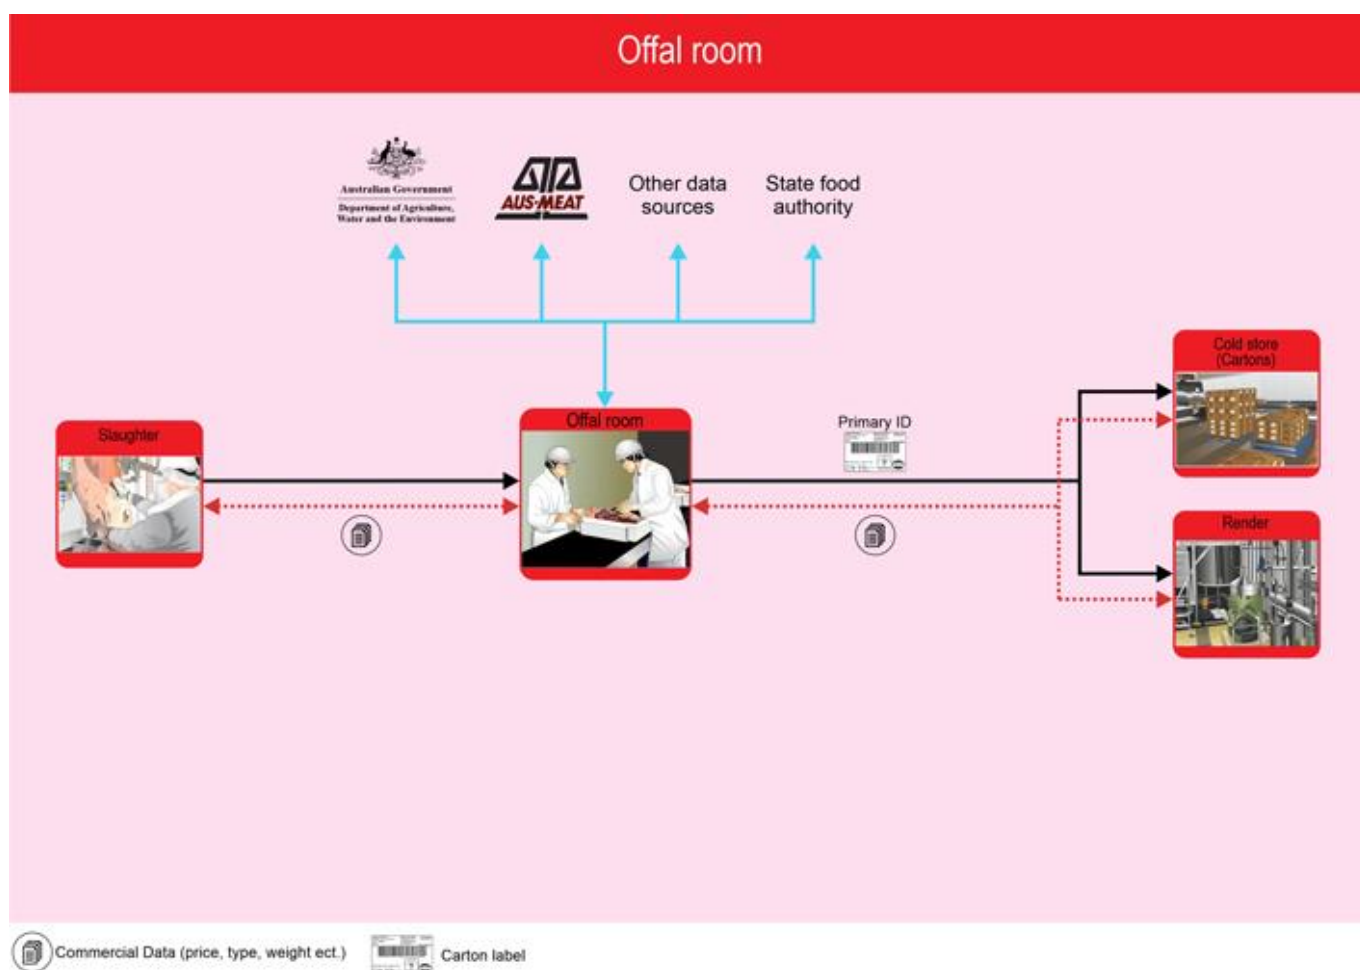 Offal room
Australian Government
Department of Agriculture,
Water and the Environment
AUS-MEAT
Other data
sources
State food
authority
Slaughter
Offal room
Primary ID
Cold store
(Cartons)
Render
Commercial Data (price, type, weight ect.)
Carton label